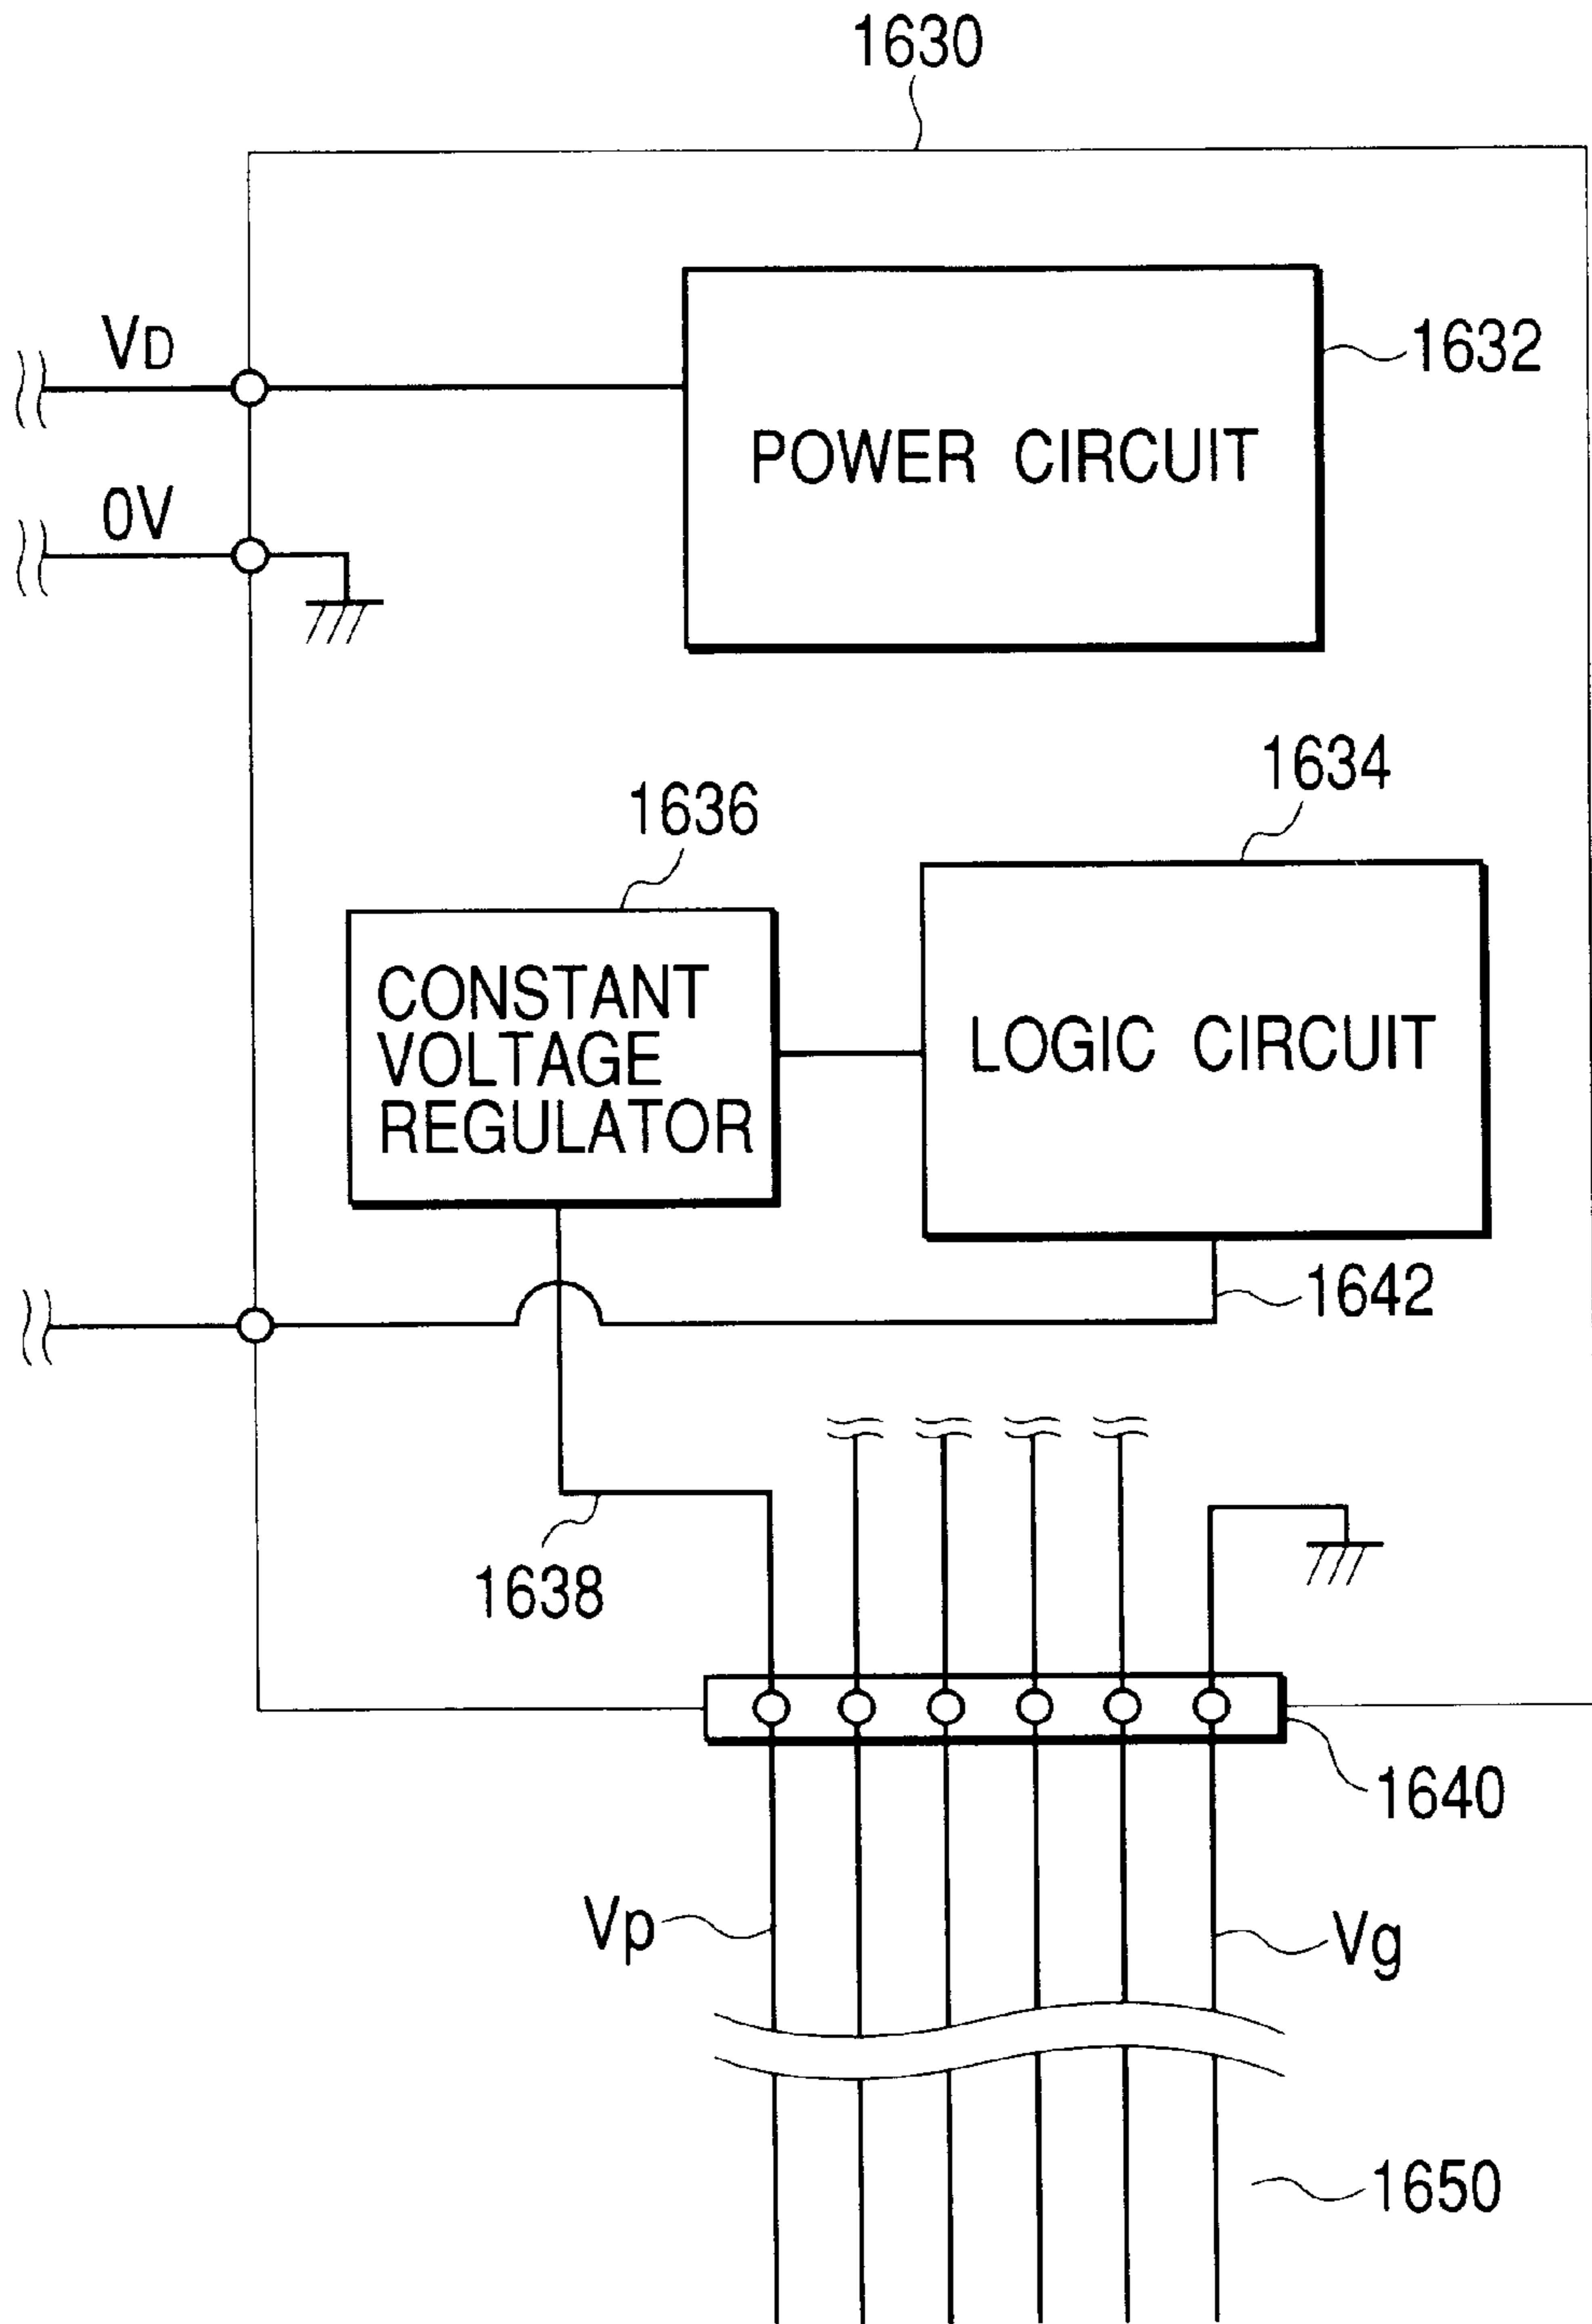 1630
VD
1632
POWER CIRCUIT
0V
1634
1636
CONSTANT
VOLTAGE
REGULATOR
LOGIC CIRCUIT
1642
1638
1640
Vp
Vg
1650